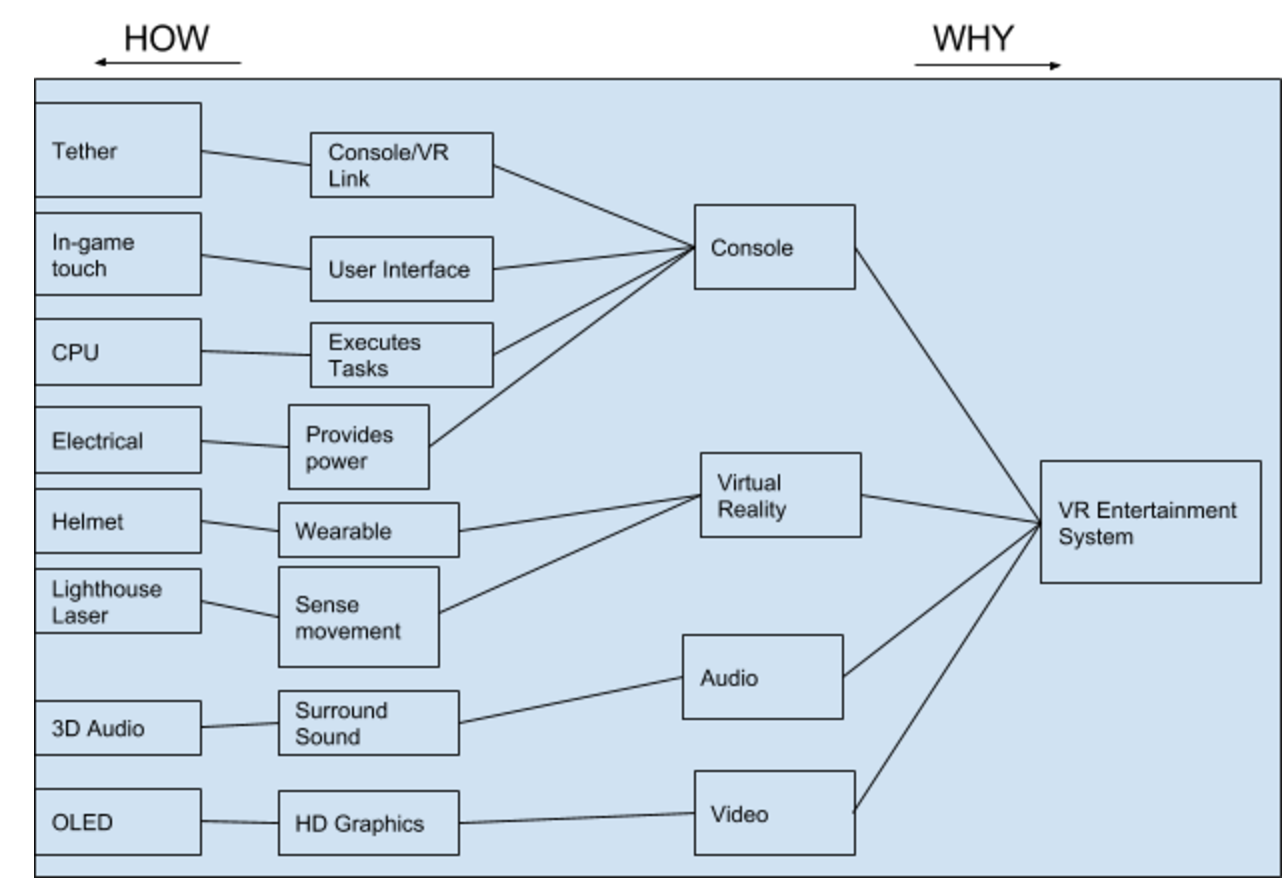 HOW
WHY
Tether
Console/VR
Link
In-game
touch
User Interface
Console
CPU
Executes
Tasks
Electrical
Provides
power
Helmet
Wearable
Virtual
Reality
VR Entertainment
System
Lighthouse
Laser
Sense
movement
Audio
3D Audio
Surround
Sound
OLED
HD Graphics
Video